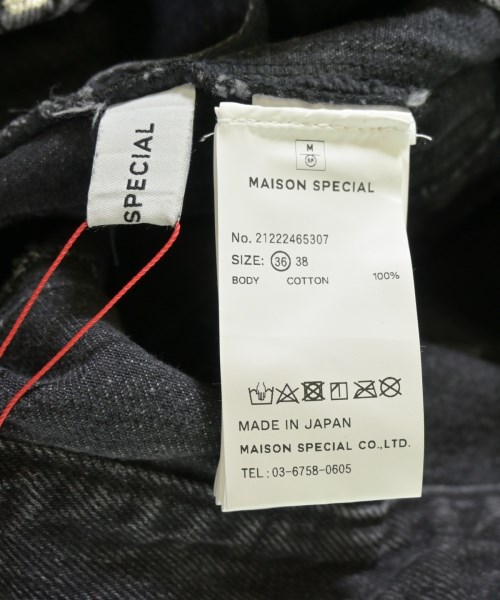 SPECIAL
M
SP
MAISON SPECIAL
No. 21222465307
SIZE: 36 38
BODY COTTON 100%
MADE IN JAPAN
MAISON SPECIAL CO.,LTD.
TEL: 03-6758-0605